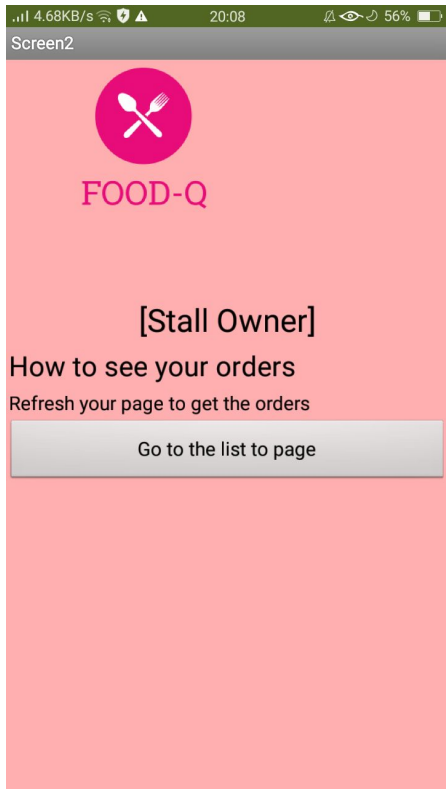 4.68KB/s 20:08 56%
Screen2
FOOD-Q
[Stall Owner]
How to see your orders
Refresh your page to get the orders
Go to the list to page